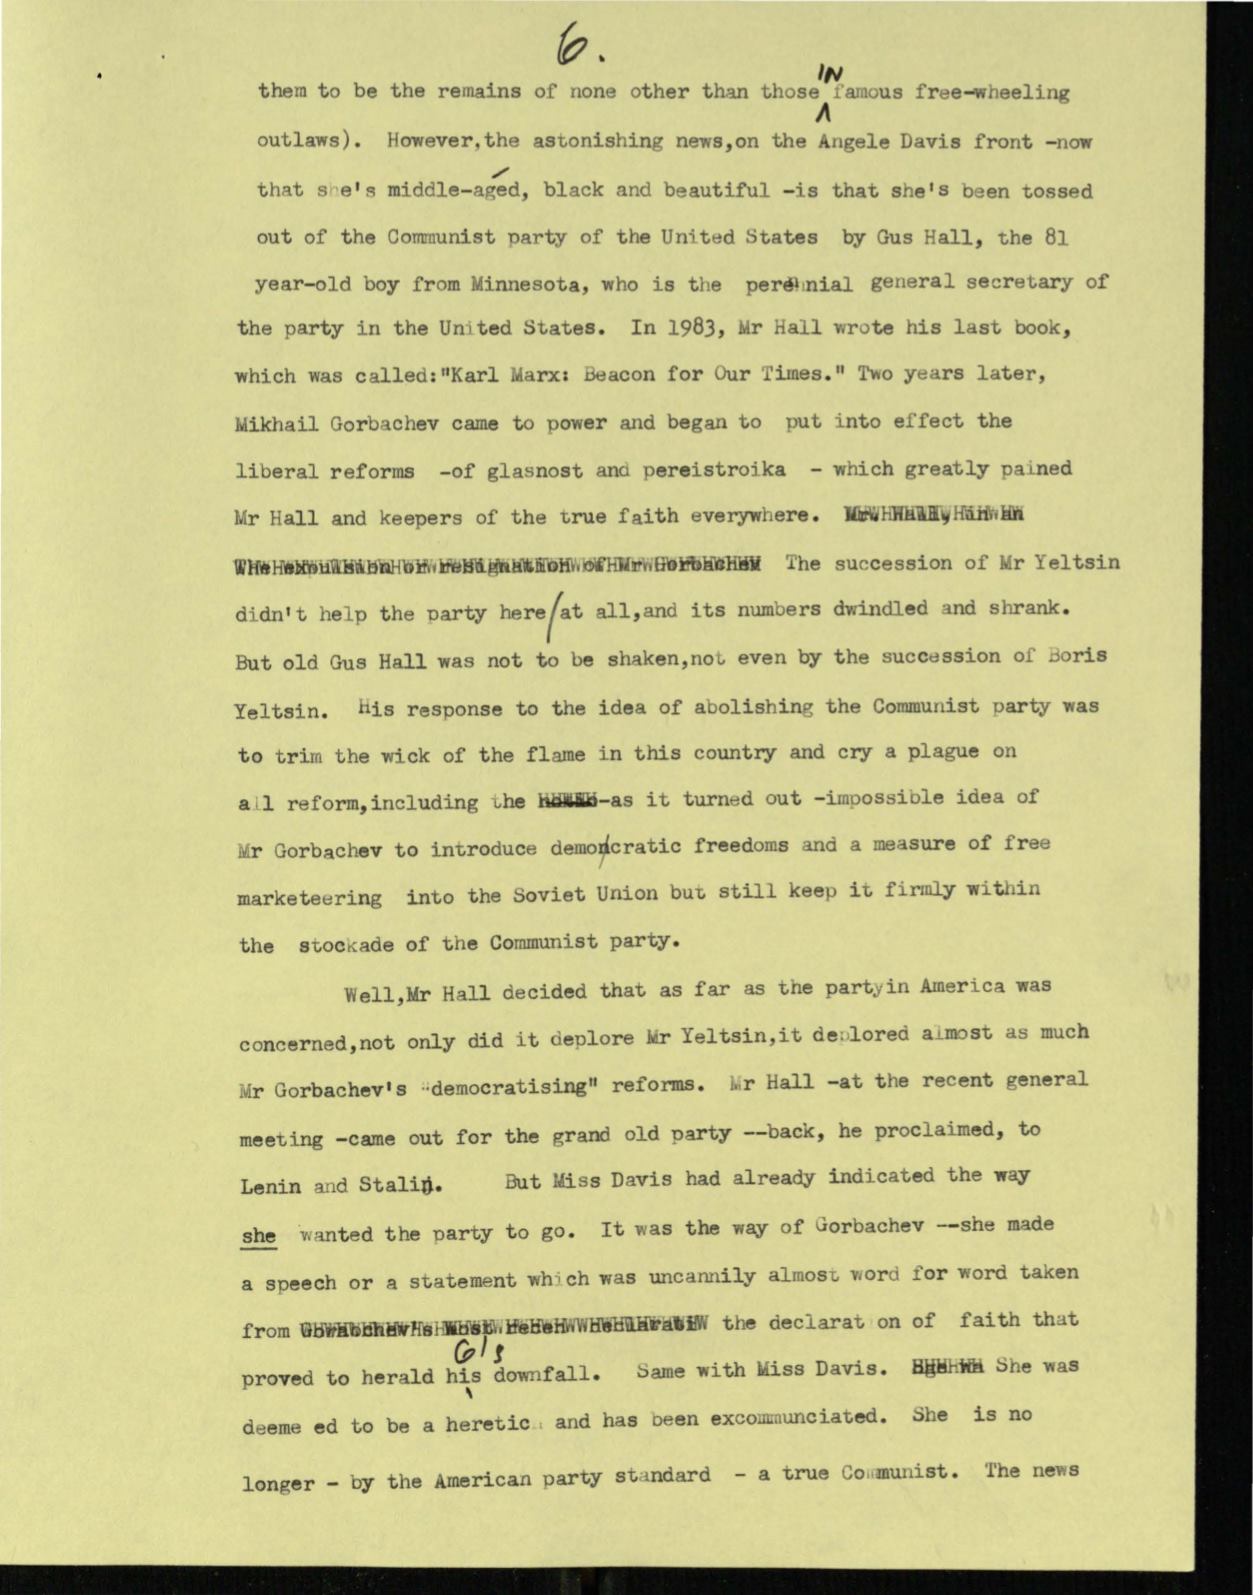 6.
IN
them to be the remains of none other than those famous free-wheeling
outlaws). However,the astonishing news,on the Angele Davis front -now
that she's middle-aged, black and beautiful -is that she's been tossed
out of the Communist party of the United States by Gus Hall, the 81
year-old boy from Minnesota, who is the perennial general secretary of
the party in the United States. In 1983, Mr Hall wrote his last book,
which was called:"Karl Marx: Beacon for Our Times." Two years later,
Mikhail Gorbachev came to power and began to put into effect the
liberal reforms -of glasnost and pereistroika - which greatly pained
Mr Hall and keepers of the true faith everywhere. Mr. Hall, in an
The expulsion or resignation of Mr Gorbachev The succession of Mr Yeltsin
didn't help the party here/at all,and its numbers dwindled and shrank.
But old Gus Hall was not to be shaken,not even by the succession of Boris
Yeltsin. His response to the idea of abolishing the Communist party was
to trim the wick of the flame in this country and cry a plague on
all reform,including the -as it turned out -impossible idea of
Mr Gorbachev to introduce democratic freedoms and a measure of free
marketeering into the Soviet Union but still keep it firmly within
the stockade of the Communist party.
Well,Mr Hall decided that as far as the partyin America was
concerned,not only did it deplore Mr Yeltsin,it deplored almost as much
Mr Gorbachev's "democratising" reforms. Mr Hall -at the recent general
meeting -came out for the grand old party --back, he proclaimed, to
Lenin and Stalin. But Miss Davis had already indicated the way
she wanted the party to go. It was the way of Gorbachev --she made
a speech or a statement which was uncannily almost word for word taken
from the declarat on of faith that
G's
proved to herald his downfall. Same with Miss Davis. She was
deeme ed to be a heretic and has been excommunciated. She is no
longer - by the American party standard - a true Communist. The news